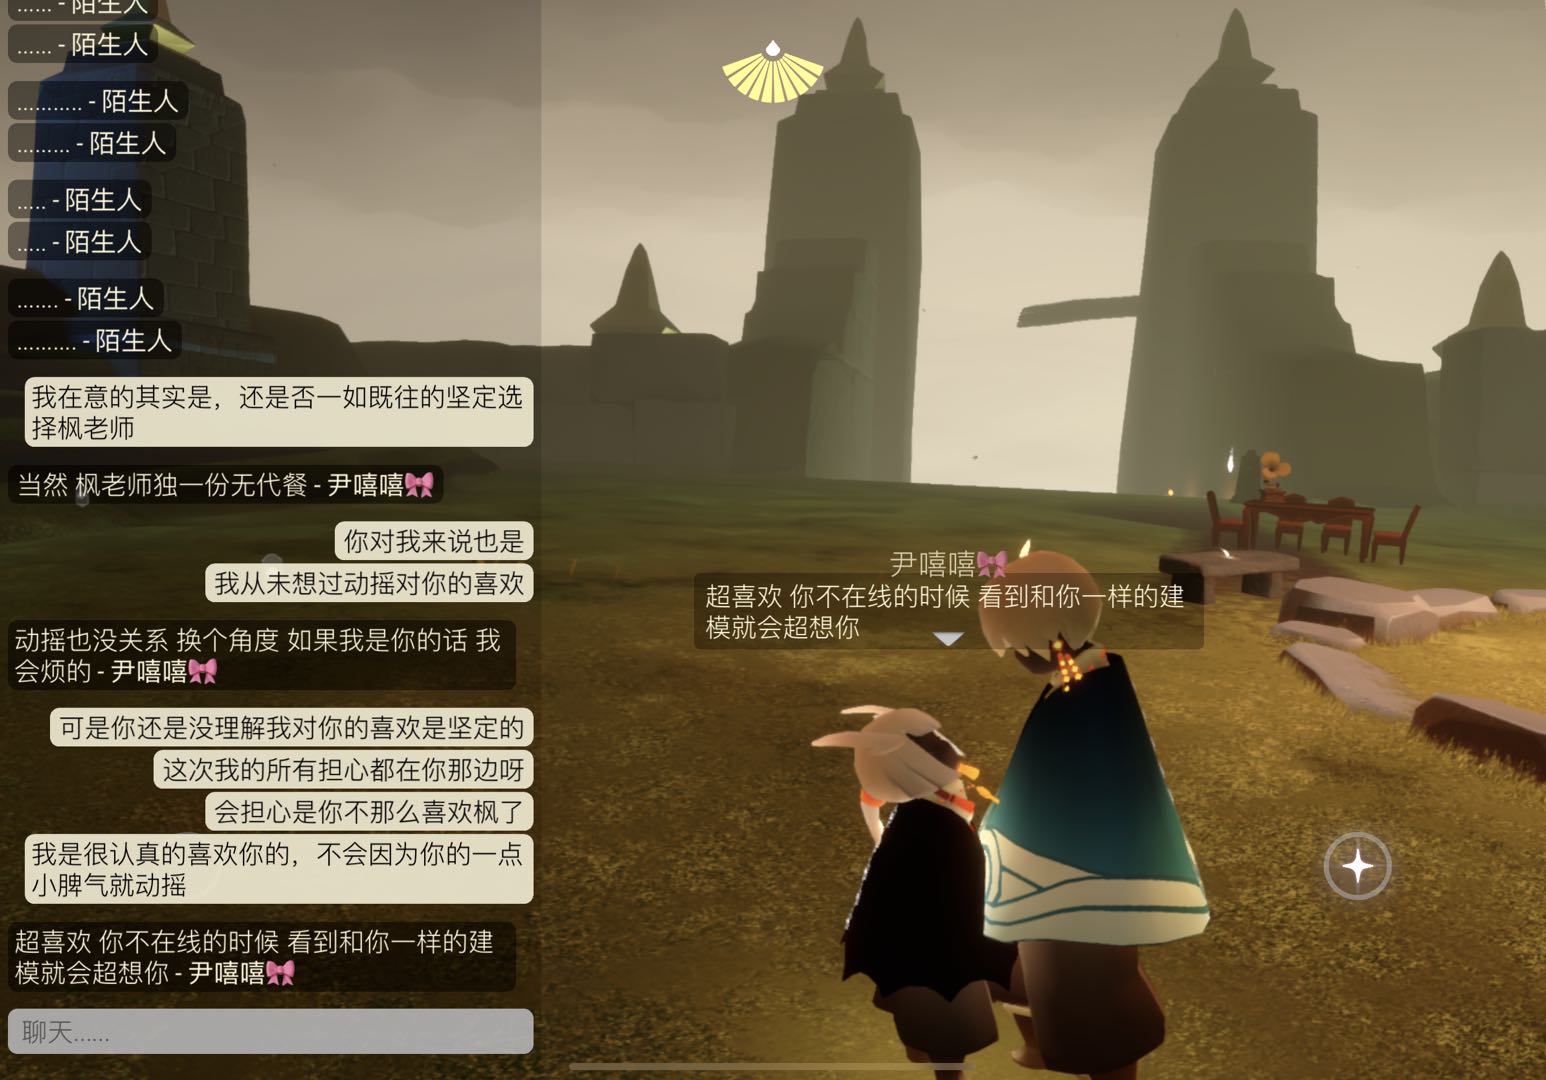 ...... - 陌生人
...... - 陌生人
........... - 陌生人
......... - 陌生人
..... - 陌生人
..... - 陌生人
....... - 陌生人
.......... - 陌生人
我在意的其实是，还是否一如既往的坚定选
择枫老师
当然 枫老师独一份无代餐 - 尹嘻嘻🎀
你对我来说也是
我从未想过动摇对你的喜欢
动摇也没关系 换个角度 如果我是你的话 我
会烦的 - 尹嘻嘻🎀
可是你还是没理解我对你的喜欢是坚定的
这次我的所有担心都在你那边呀
会担心是你不那么喜欢枫了
我是很认真的喜欢你的，不会因为你的一点
小脾气就动摇
超喜欢 你不在线的时候 看到和你一样的建
模就会超想你 - 尹嘻嘻🎀
聊天......
尹嘻嘻🎀
超喜欢 你不在线的时候 看到和你一样的建
模就会超想你